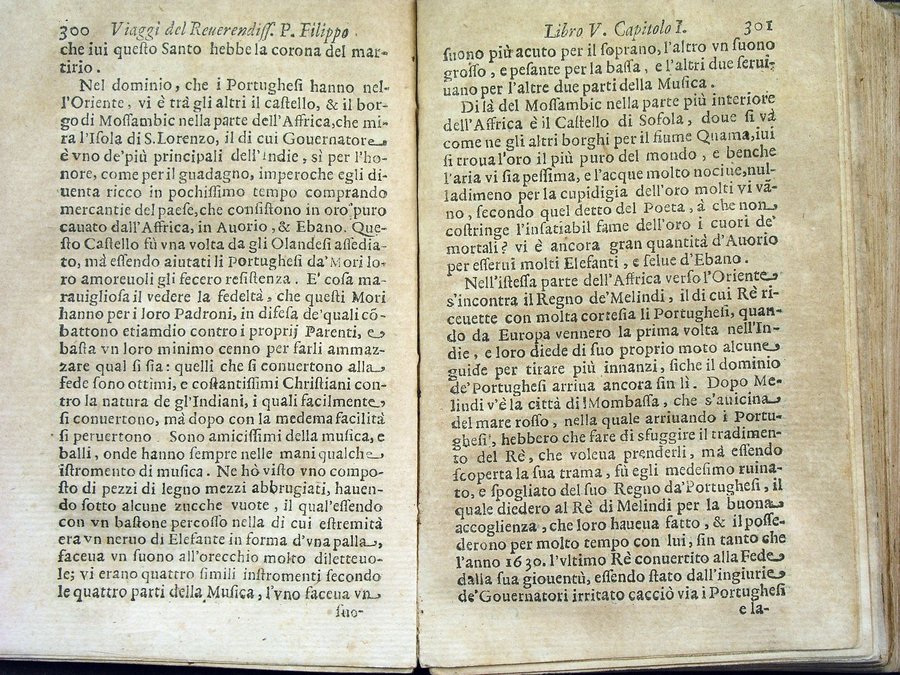 300 Viaggi del Reuerendiſſ. P. Filippo
che iui queſto Santo hebbe la corona del mar-
tirio.
Nel dominio, che i Portugheſi hanno nel-
l'Oriente, vi è trà gli altri il caſtello, & il bor-
go di Moſſambic nella parte dell'Affrica, che mi-
ra l'Iſola di S. Lorenzo, il di cui Gouernatore
è vno de'più principali dell'Indie, sì per l'ho-
nore, come per il guadagno, imperoche egli di-
uenta ricco in pochiſſimo tempo comprando
mercantie del paeſe, che conſiſtono in oro puro
cauato dall'Affrica, in Auorio, & Ebano. Que-
ſto Caſtello fù vna volta da gli Olandeſi aſſedia-
to, mà eſſendo aiutati li Portugheſi da'Mori lo-
ro amoreuoli gli fecero reſiſtenza. E' coſa ma-
rauiglioſa il vedere la fedeltà, che queſti Mori
hanno per i loro Padroni, in difeſa de'quali cō-
battono etiamdio contro i proprij Parenti, e
baſta vn loro minimo cenno per farli ammaz-
zare qual ſi ſia: quelli che ſi conuertono alla
Fede ſono ottimi, e coſtantiſſimi Chriſtiani con-
tro la natura de gl'Indiani, i quali facilmente
ſi conuertono, mà dopo con la medema facilità
ſi peruertono. Sono amiciſſimi della muſica, e
balli, onde hanno ſempre nelle mani qualche
iſtromento di muſica. Ne hò viſto vno compo-
ſto di pezzi di legno mezzi abbrugiati, hauen-
do ſotto alcune zucche vuote, il qual'eſſendo
con vn baſtone percoſſo nella di cui eſtremità
era vn neruo di Elefante in forma d'vna palla,
faceua vn ſuono all'orecchio molto diletteuo-
le; vi erano quattro ſimili inſtromenti ſecondo
le quattro parti della Muſica, l'vno faceua vn
ſuo-
Libro V. Capitolo I. 301
ſuono più acuto per il ſoprano, l'altro vn ſuono
groſſo, e peſante per la baſſa, e l'altri due ſerui-
uano per l'altre due parti della Muſica.
Di là del Moſſambic nella parte più interiore
dell'Affrica è il Caſtello di Sofola, doue ſi và
come ne gli altri borghi per il fiume Quama, iui
ſi troua l'oro il più puro del mondo, e benche
l'aria vi ſia peſſima, e l'acque molto nociue, nul-
ladimeno per la cupidigia dell'oro molti vi và-
no, ſecondo quel detto del Poeta, à che non
coſtringe l'inſatiabil fame dell'oro i cuori de'
mortali? vi è ancora gran quantità d'Auorio
per eſſerui molti Elefanti, e ſelue d'Ebano.
Nell'iſteſſa parte dell'Affrica verſo l'Oriente
s'incontra il Regno de'Melindi, il di cui Rè ri-
ceuette con molta corteſia li Portugheſi, quan-
do da Europa vennero la prima volta nell'In-
die, e loro diede di ſuo proprio moto alcune
guide per tirare più innanzi, ſiche il dominio
de'Portugheſi arriua ancora ſin lì. Dopo Me-
lindi v'è la città di Mombaſſa, che s'auicina
del mare roſſo, nella quale arriuando i Portu-
gheſi, hebbero che fare di sfuggire il tradimen-
to del Rè, che voleua prenderli, mà eſſendo
ſcoperta la ſua trama, fù egli medeſimo ruina-
to, e ſpogliato del ſuo Regno da'Portugheſi, il
quale diedero al Rè di Melindi per la buona
accoglienza, che loro haueua fatto, & il poſſe-
derono per molto tempo con lui, ſin tanto che
l'anno 1630. l'vltimo Rè conuertito alla Fede
dalla ſua giouentù, eſſendo ſtato dall'ingiurie
de'Gouernatori irritato cacciò via i Portugheſi
e la-